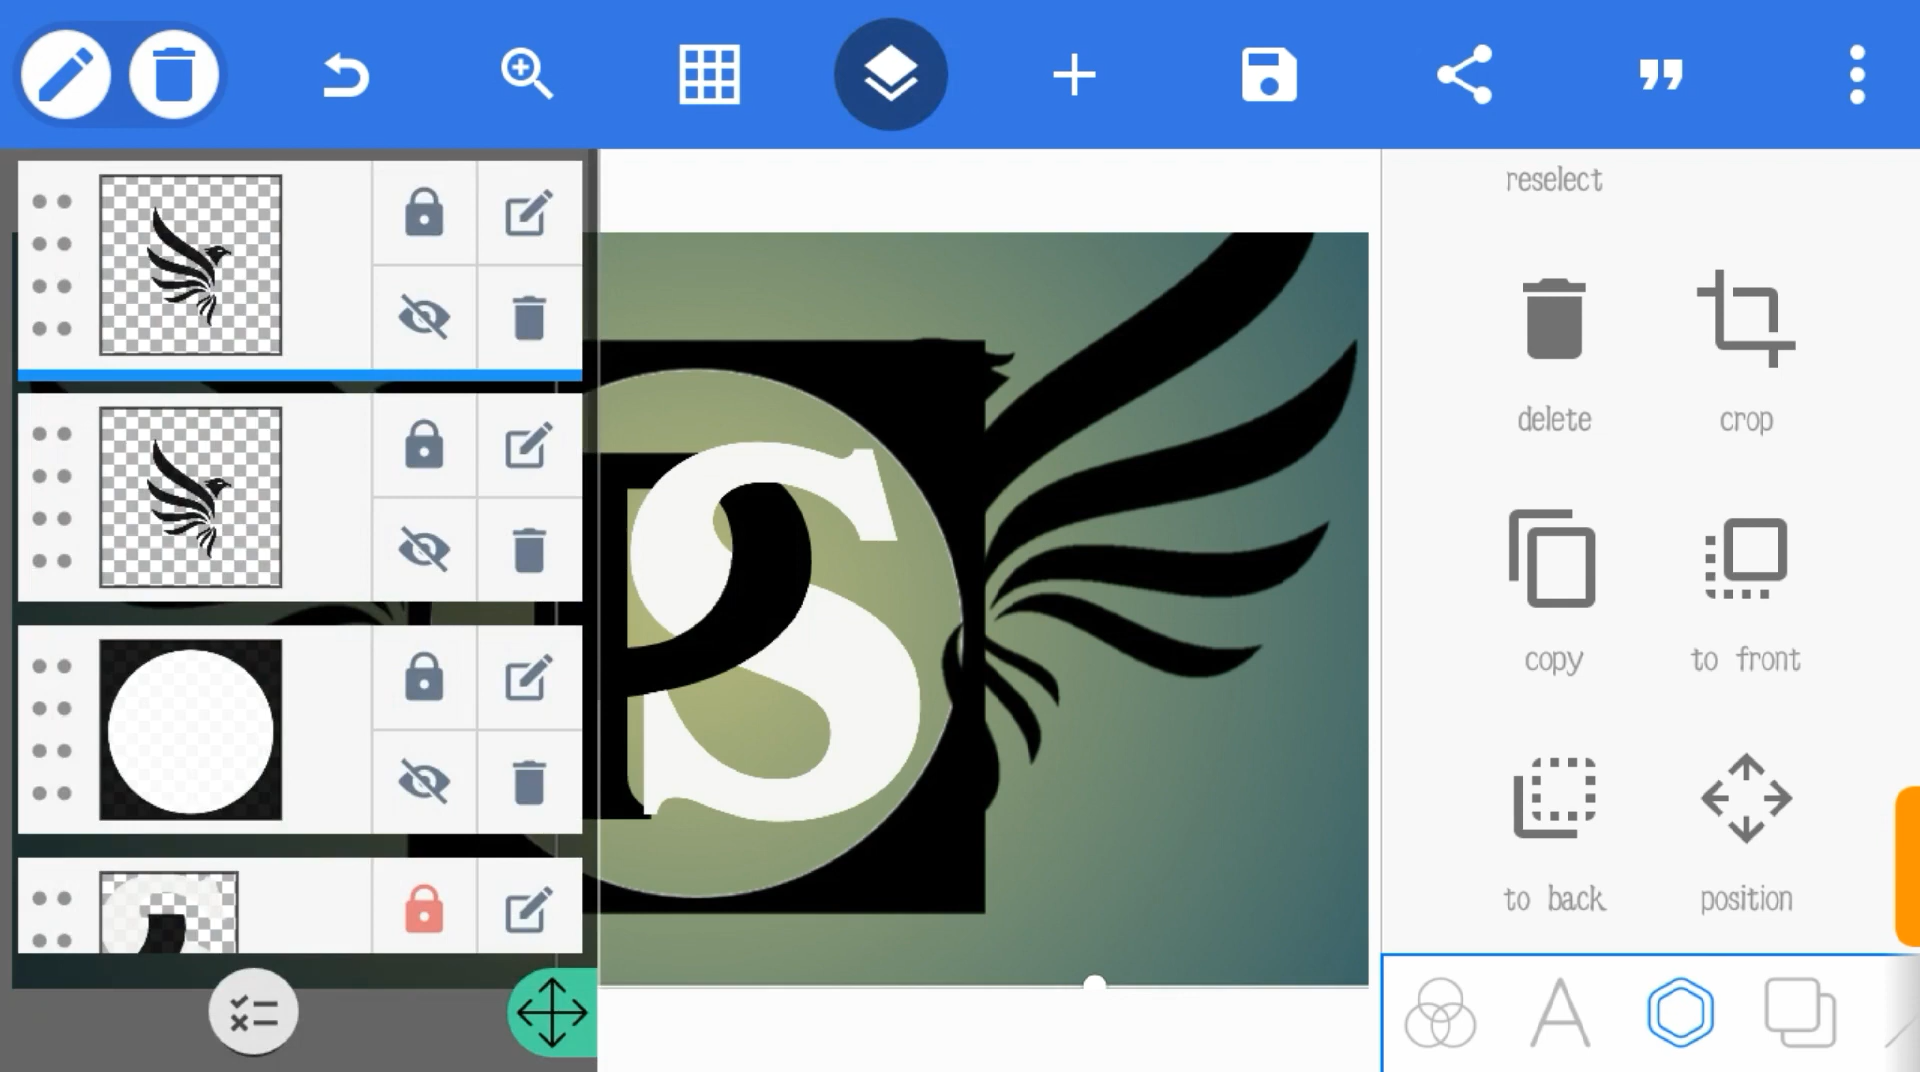 reselect
delete crop
copy to front
to back position
S
A